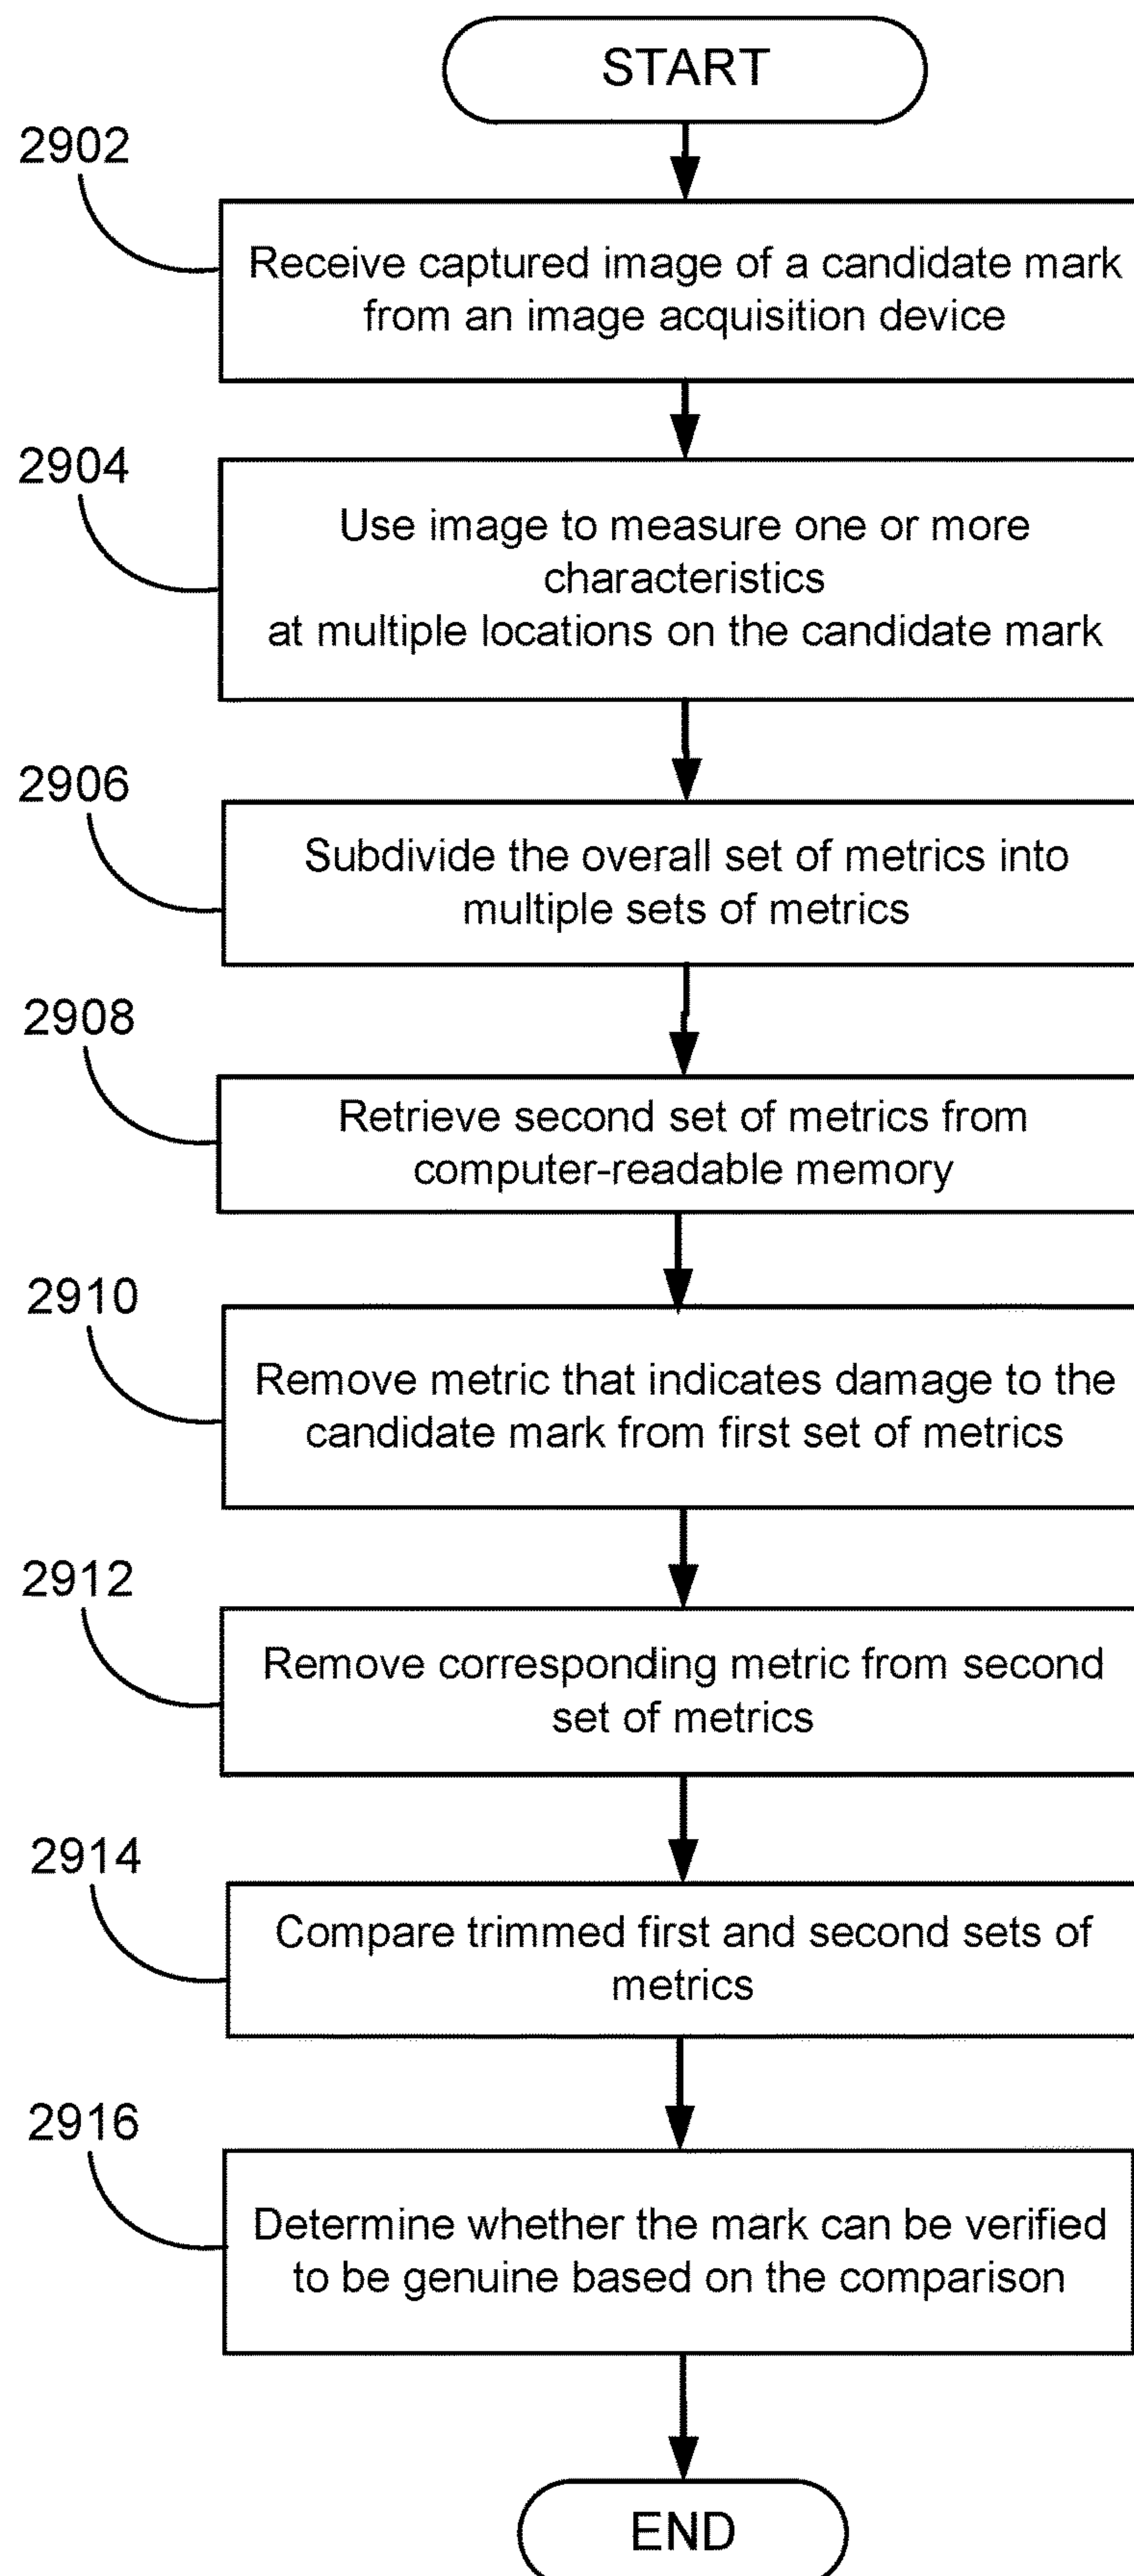 START
2902
Receive captured image of a candidate mark
from an image acquisition device
2904
Use image to measure one or more
characteristics
at multiple locations on the candidate mark
2906
Subdivide the overall set of metrics into
multiple sets of metrics
2908
Retrieve second set of metrics from
computer-readable memory
2910
Remove metric that indicates damage to the
candidate mark from first set of metrics
2912
Remove corresponding metric from second
set of metrics
2914
Compare trimmed first and second sets of
metrics
2916
Determine whether the mark can be verified
to be genuine based on the comparison
END